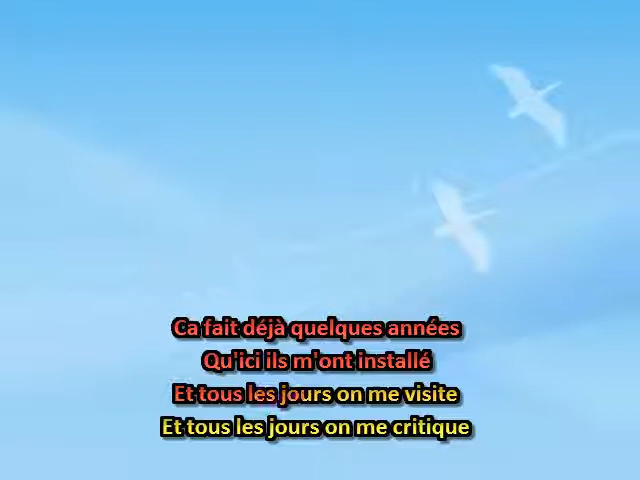 Ca fait déjà quelques années
Qu'ici ils m'ont installé
Et tous les jours on me visite
Et tous les jours on me critique